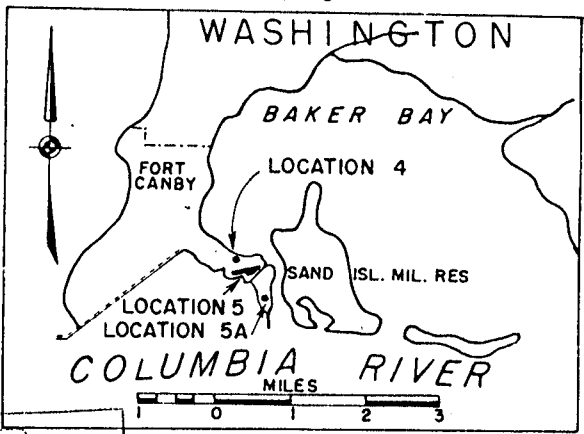 WASHINGTON
BAKER BAY
FORT
CANBY
LOCATION 4
SAND ISL. MIL. RES
LOCATION 5
LOCATION 5A
COLUMBIA RIVER
MILES
1 0 1 2 3